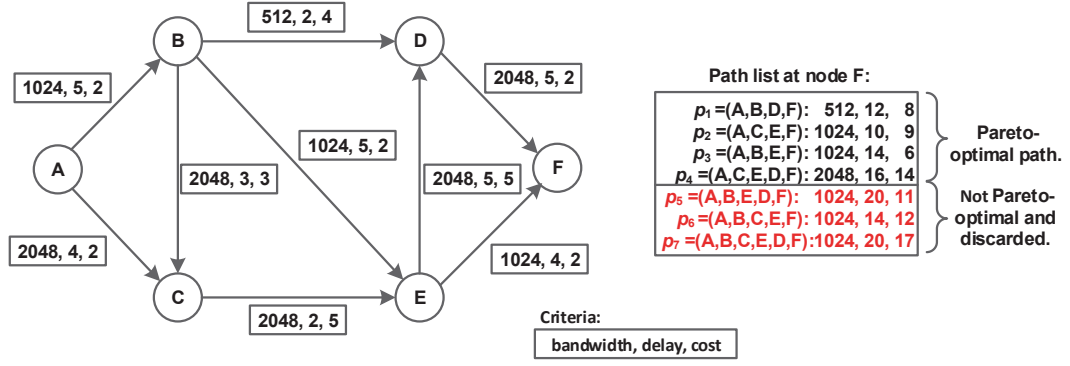 512, 2, 4
B
D
1024, 5, 2
2048, 5, 2
Path list at node F:
p1 =(A,B,D,F): 512, 12, 8
p2 =(A,C,E,F): 1024, 10, 9
p3 =(A,B,E,F): 1024, 14, 6
p4 =(A,C,E,D,F): 2048, 16, 14
Pareto-
optimal path.
p5 =(A,B,E,D,F): 1024, 20, 11
p6 =(A,B,C,E,F): 1024, 14, 12
p7 =(A,B,C,E,D,F):1024, 20, 17
Not Pareto-
optimal and
discarded.
1024, 5, 2
A
F
2048, 3, 3
2048, 5, 5
2048, 4, 2
1024, 4, 2
C
E
2048, 2, 5
Criteria:
bandwidth, delay, cost